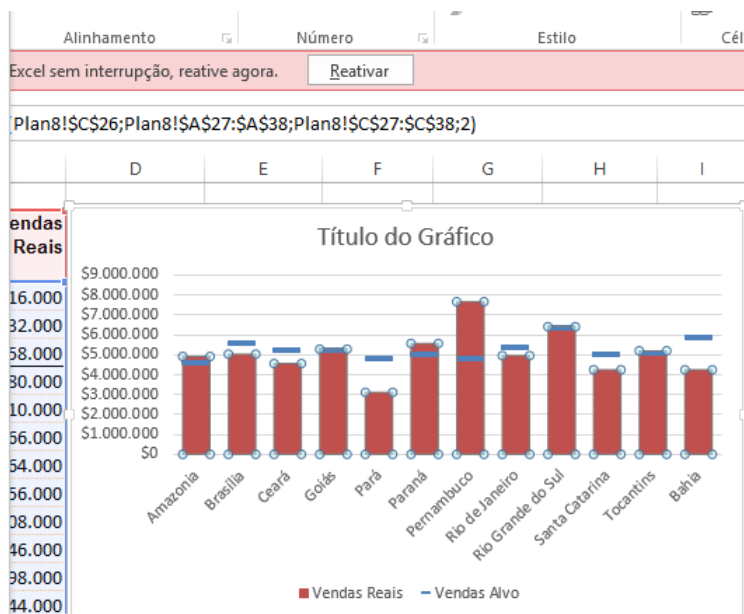 Alinhamento
Número
Estilo
Cél
Excel sem interrupção, reative agora.
Reativar
Plan8!$C$26;Plan8!$A$27:$A$38;Plan8!$C$27:$C$38;2)
D E F G H I
endas
Reais
16.000
32.000
58.000
30.000
10.000
66.000
64.000
56.000
08.000
46.000
98.000
44.000
Título do Gráfico
$9.000.000
$8.000.000
$7.000.000
$6.000.000
$5.000.000
$4.000.000
$3.000.000
$2.000.000
$1.000.000
$0
Amazonia
Brasília
Ceará
Goiás
Pará
Paraná
Pernambuco
Rio de Janeiro
Rio Grande do Sul
Santa Catarina
Tocantins
Bahia
Vendas Reais
Vendas Alvo